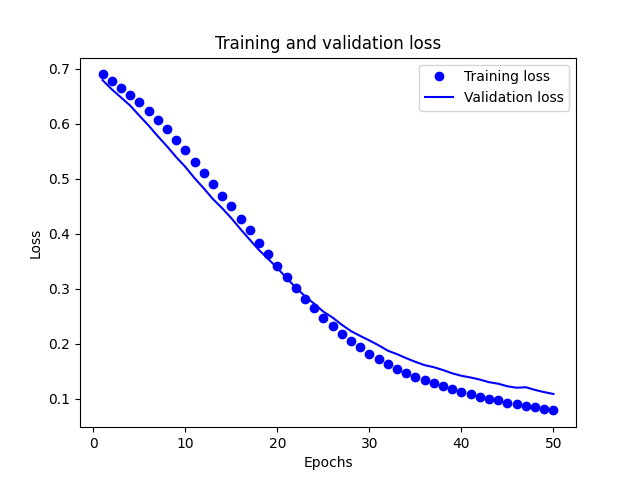 Training and validation loss
Training loss
Validation loss
0.7
0.6
0.5
0.4
0.3
0.2
0.1
Loss
0
10
20
30
40
50
Epochs